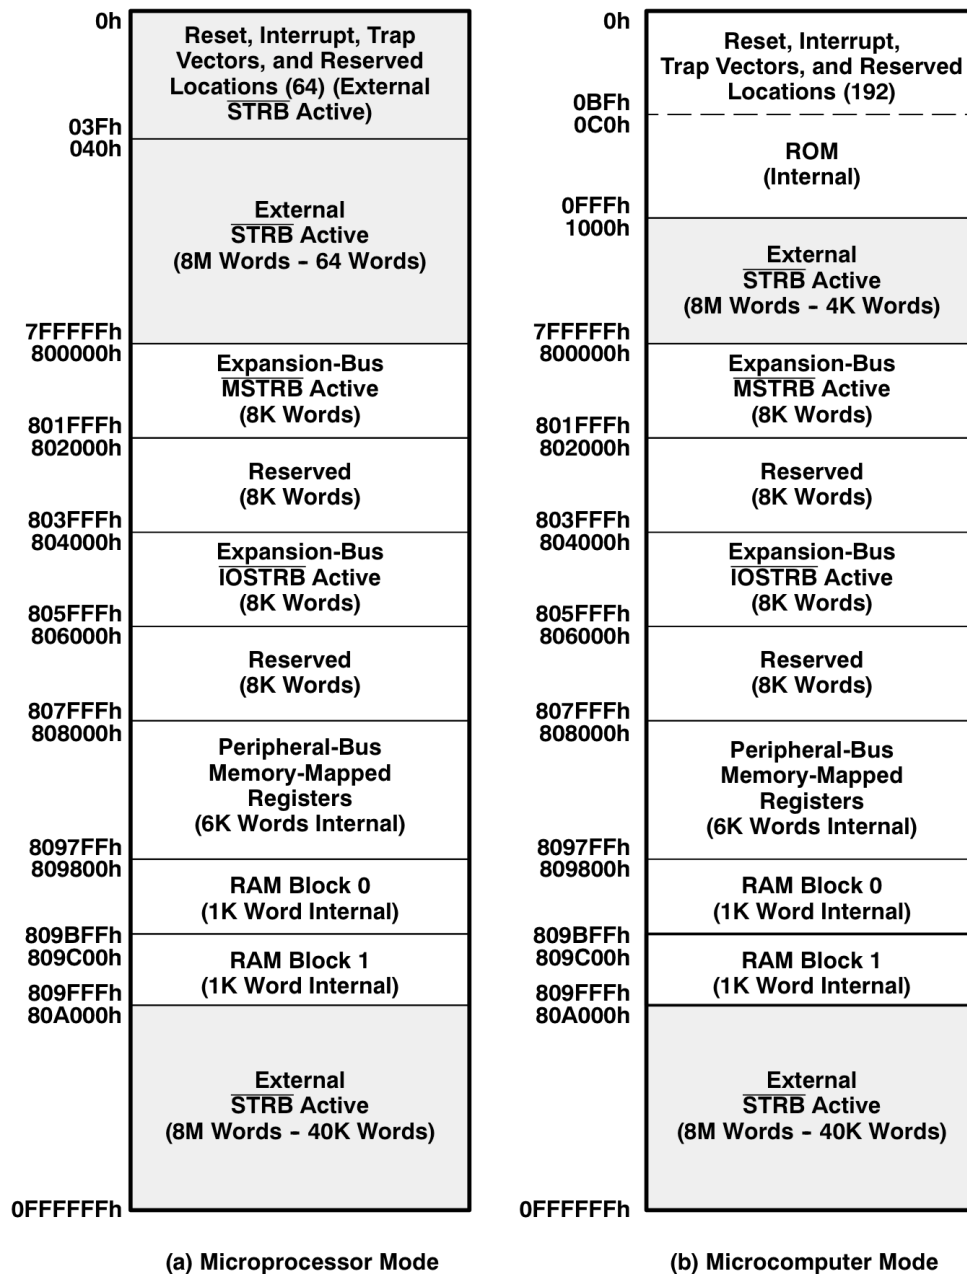 0h
Reset, Interrupt, Trap
Vectors, and Reserved
Locations (64) (External
STRB Active)
03Fh
040h
External
STRB Active
(8M Words – 64 Words)
7FFFFFh
800000h
Expansion-Bus
MSTRB Active
(8K Words)
801FFFh
802000h
Reserved
(8K Words)
803FFFh
804000h
Expansion-Bus
IOSTRB Active
(8K Words)
805FFFh
806000h
Reserved
(8K Words)
807FFFh
808000h
Peripheral-Bus
Memory-Mapped
Registers
(6K Words Internal)
8097FFh
809800h
RAM Block 0
(1K Word Internal)
809BFFh
809C00h
RAM Block 1
(1K Word Internal)
809FFFh
80A000h
External
STRB Active
(8M Words – 40K Words)
0FFFFFFh
(a) Microprocessor Mode
0h
Reset, Interrupt,
Trap Vectors, and Reserved
Locations (192)
0BFh
0C0h
ROM
(Internal)
0FFFh
1000h
External
STRB Active
(8M Words – 4K Words)
7FFFFFh
800000h
Expansion-Bus
MSTRB Active
(8K Words)
801FFFh
802000h
Reserved
(8K Words)
803FFFh
804000h
Expansion-Bus
IOSTRB Active
(8K Words)
805FFFh
806000h
Reserved
(8K Words)
807FFFh
808000h
Peripheral-Bus
Memory-Mapped
Registers
(6K Words Internal)
8097FFh
809800h
RAM Block 0
(1K Word Internal)
809BFFh
809C00h
RAM Block 1
(1K Word Internal)
809FFFh
80A000h
External
STRB Active
(8M Words – 40K Words)
0FFFFFFh
(b) Microcomputer Mode